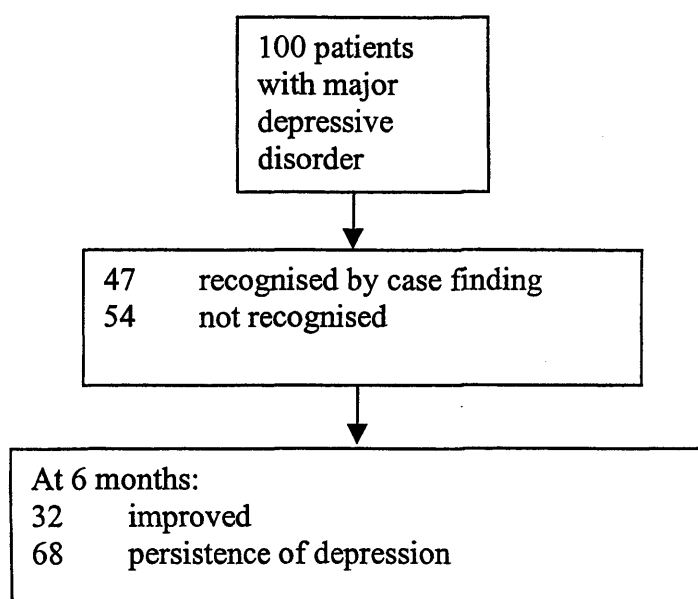 100 patients
with major
depressive
disorder
47 recognised by case finding
54 not recognised
At 6 months:
32 improved
68 persistence of depression